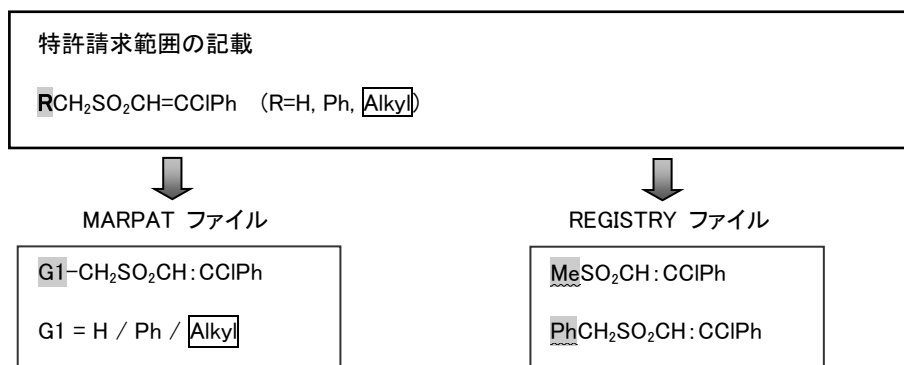 特許請求範囲の記載
RCH₂SO₂CH=CClPh (R=H, Ph, Alkyl)
MARPAT ファイル
REGISTRY ファイル
G1-CH₂SO₂CH:CClPh
MeSO₂CH:CClPh
G1 = H / Ph / Alkyl
PhCH₂SO₂CH:CClPh